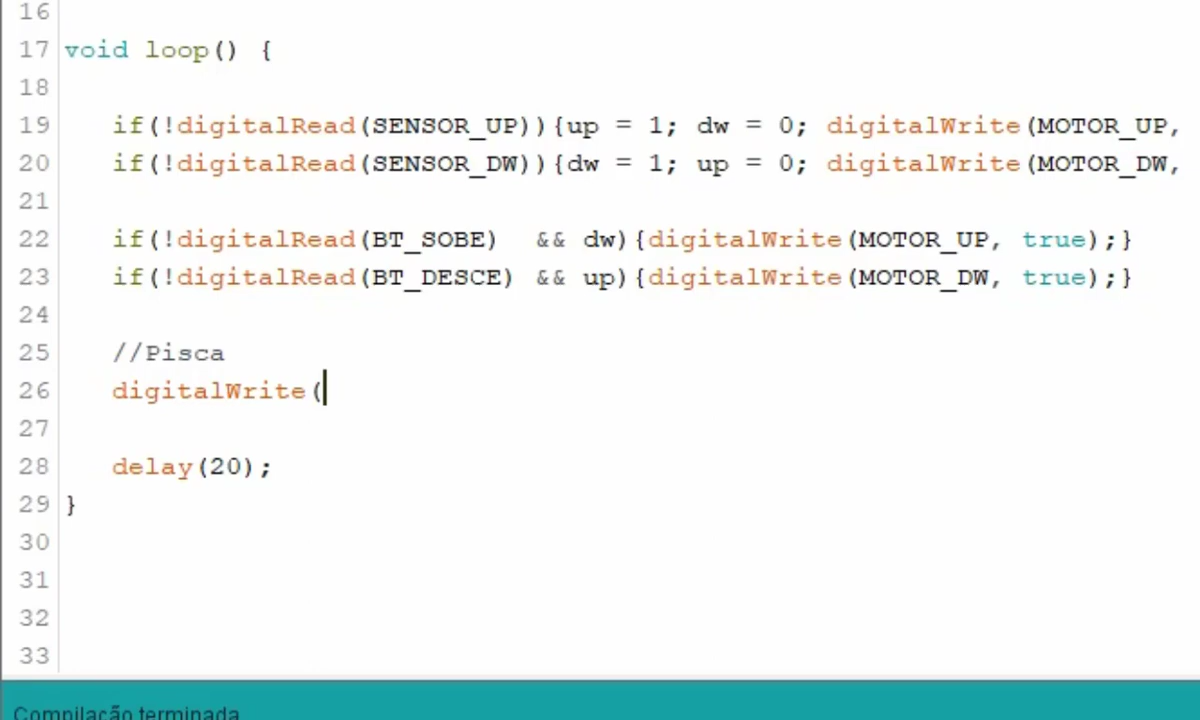 16
17 void loop() {
18
19 if(!digitalRead(SENSOR_UP)){up = 1; dw = 0; digitalWrite(MOTOR_UP,
20 if(!digitalRead(SENSOR_DW)){dw = 1; up = 0; digitalWrite(MOTOR_DW,
21
22 if(!digitalRead(BT_SOBE)  && dw){digitalWrite(MOTOR_UP, true);}
23 if(!digitalRead(BT_DESCE) && up){digitalWrite(MOTOR_DW, true);}
24
25 //Pisca
26 digitalWrite(
27
28 delay(20);
29 }
30
31
32
33
Compilação terminada